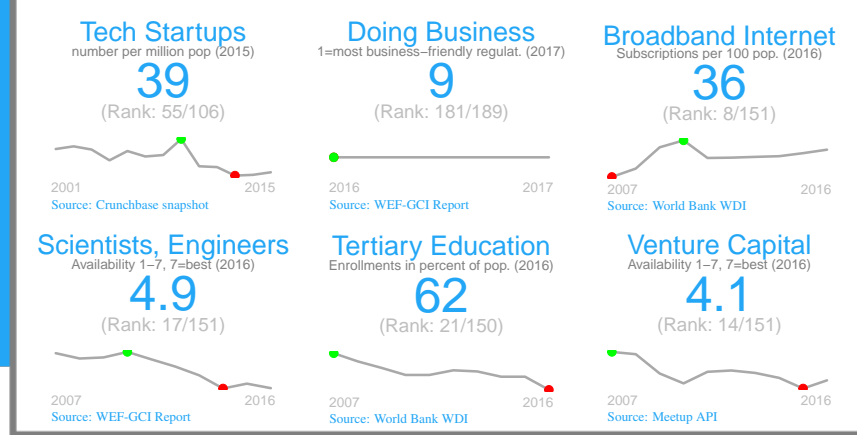 Tech Startups
number per million pop (2015)
39
(Rank: 55/106)
2001 2015
Source: Crunchbase snapshot
Doing Business
1=most business−friendly regulat. (2017)
9
(Rank: 181/189)
2016 2017
Source: WEF-GCI Report
Broadband Internet
Subscriptions per 100 pop. (2016)
36
(Rank: 8/151)
2007 2016
Source: World Bank WDI
Scientists, Engineers
Availability 1−7, 7=best (2016)
4.9
(Rank: 17/151)
2007 2016
Source: WEF-GCI Report
Tertiary Education
Enrollments in percent of pop. (2016)
62
(Rank: 21/150)
2007 2016
Source: World Bank WDI
Venture Capital
Availability 1−7, 7=best (2016)
4.1
(Rank: 14/151)
2007 2016
Source: Meetup API